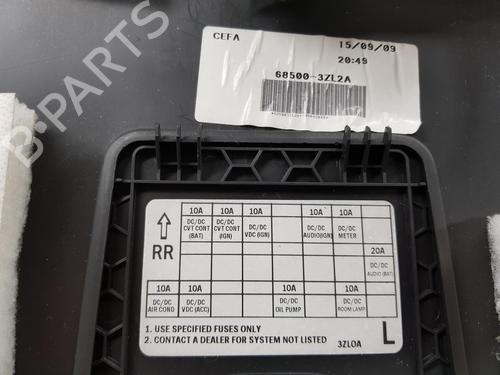 CEFA 15/09/09
20:49
68500-3ZL2A
10A 10A 10A 10A 10A
DC/DC CVT CONT (BAT) DC/DC CVT CONT (IGN) DC/DC VDC (IGN) DC/DC AUDIO(IGN) DC/DC METER
RR
20A
DC/DC AUDIO (BAT)
10A 10A 10A 10A
DC/DC AIR COND DC/DC VDC (ACC) DC/DC OIL PUMP DC/DC ROOM LAMP
1. USE SPECIFIED FUSES ONLY
2. CONTACT A DEALER FOR SYSTEM NOT LISTED
3ZL0A L
B-PARTS